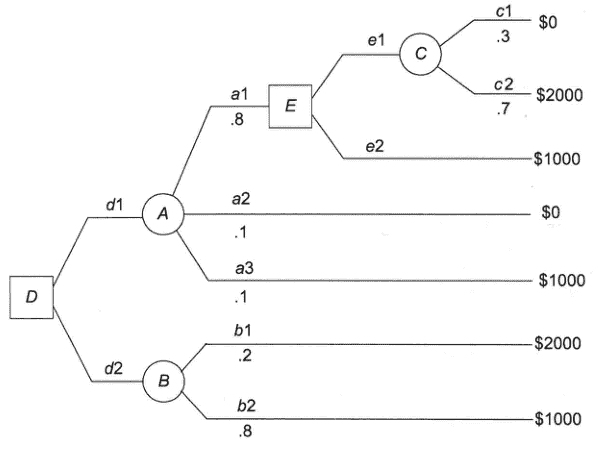 c1
.3
$0
e1
C
c2
.7
$2000
a1
.8
E
e2
$1000
d1
A
a2
.1
$0
a3
.1
$1000
D
b1
.2
$2000
d2
B
b2
.8
$1000